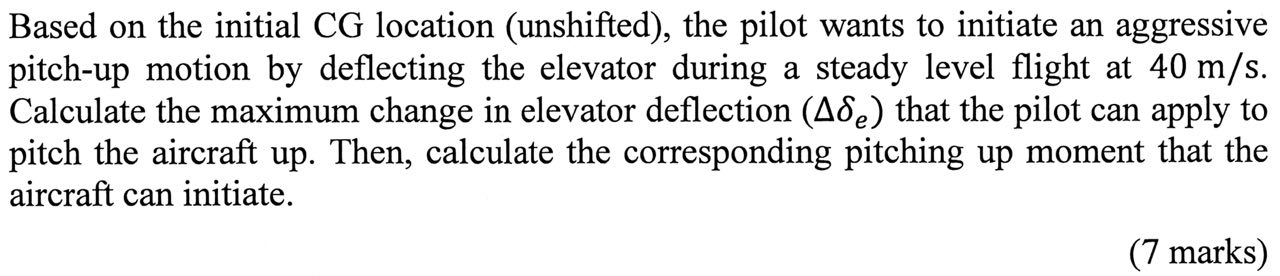 Based on the initial CG location (unshifted), the pilot wants to initiate an aggressive
pitch-up motion by deflecting the elevator during a steady level flight at 40 m/s.
Calculate the maximum change in elevator deflection (Δδₑ) that the pilot can apply to
pitch the aircraft up. Then, calculate the corresponding pitching up moment that the
aircraft can initiate.
(7 marks)